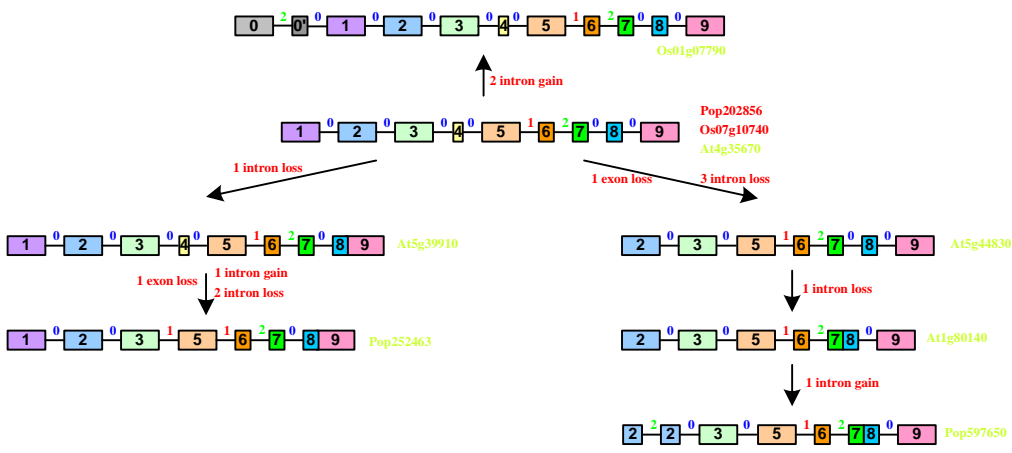 2 0 0 0 0 0 1 2 0 0
0 0' 1 2 3 4 5 6 7 8 9
Os01g07790
2 intron gain
Pop202856
0 0 0 0 1 2 0 0
Os07g10740
1 2 3 4 5 6 7 8 9
At4g35670
1 intron loss
1 exon loss 3 intron loss
0 0 0 0 1 2 0
1 2 3 4 5 6 7 8 9
At5g39910
0 0 1 2 0 0
2 3 5 6 7 8 9
At5g44830
1 exon loss
1 intron gain
2 intron loss
1 intron loss
0 0 1 1 2 0
1 2 3 5 6 7 8 9
Pop252463
0 0 1 2 0
2 3 5 6 7 8 9
At1g80140
1 intron gain
2 0 0 1 2 0
2 2 3 5 6 7 8 9
Pop597650